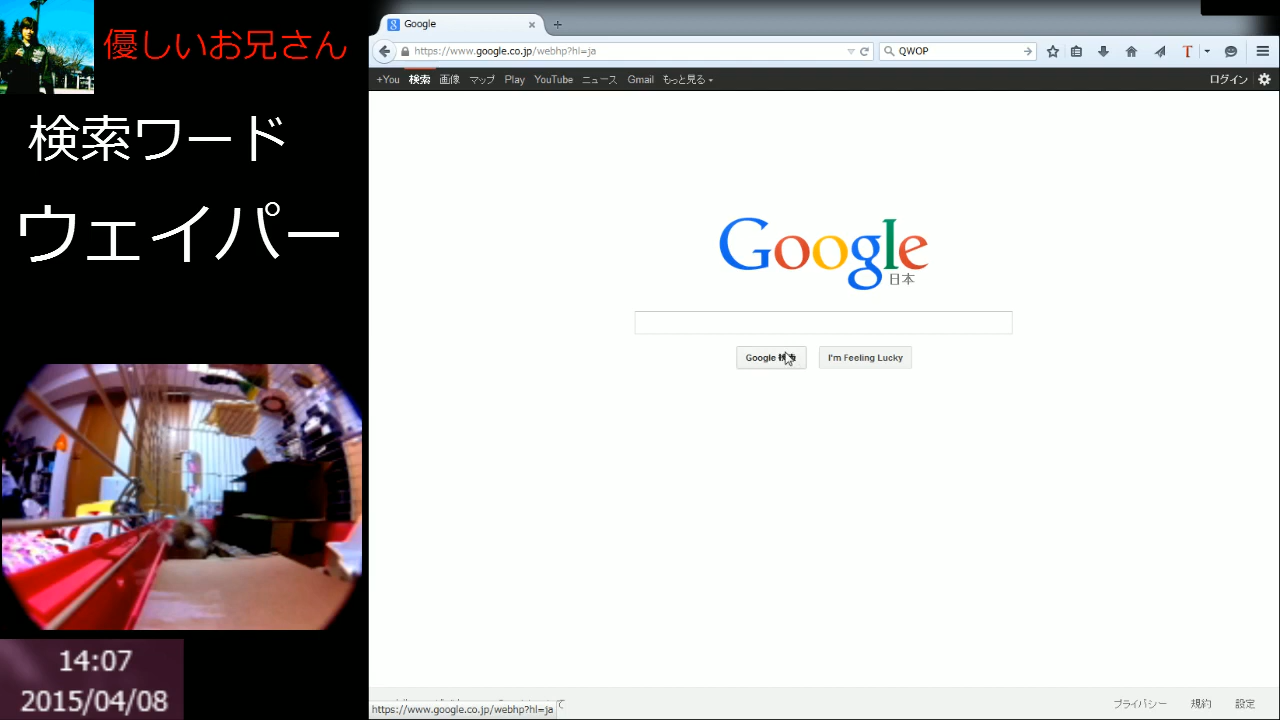 優しいお兄さん
検索ワード
ウェイパー
14:07
2015/04/08
Google
https://www.google.co.jp/webhp?hl=ja
QWOP
+You 検索 画像 マップ Play YouTube ニュース Gmail もっと見る
ログイン
Google
日本
Google 検索
I'm Feeling Lucky
https://www.google.co.jp/webhp?hl=ja
プライバシー 規約 設定